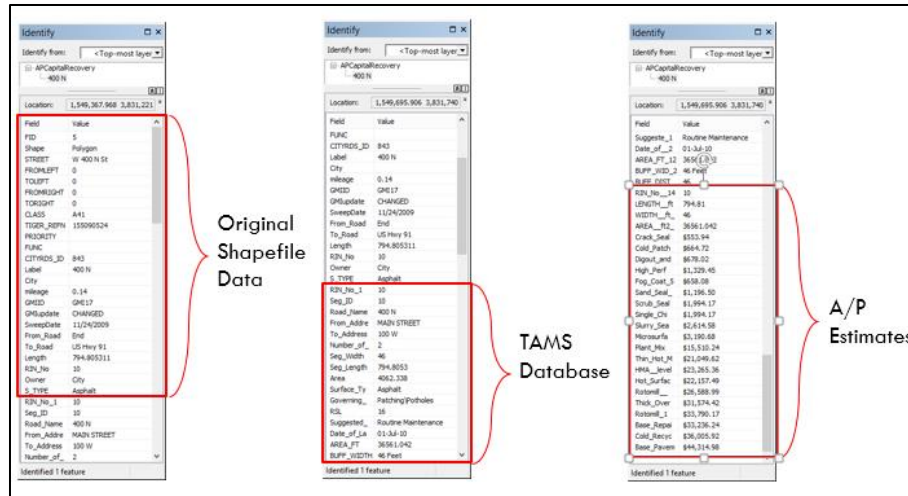 Identify
Identify from: <Top-most layer>
APCapitalRecovery
400 N
Location: 1,549,367.968 3,831,221
Field Value
FID 5
Shape Polygon
STREET W 400 N St
FROMLEFT 0
TOLEFT 0
FROMRIGHT 0
TORIGHT 0
CLASS A41
TIGER_REFN 155090524
PRIORITY
FUNC
CITYRDS_ID 843
Label 400 N
City
mileage 0.14
GMIID GMI17
GMIupdate CHANGED
SweepDate 11/24/2009
From_Road End
To_Road US Hwy 91
Length 794.805311
RIN_No 10
Owner City
S_TYPE Asphalt
RIN_No_1 10
Seg_ID 10
Road_Name 400 N
From_Addre MAIN STREET
To_Address 100 W
Number_of_ 2
Identified 1 feature
Original
Shapefile
Data
Identify
Identify from: <Top-most layer>
APCapitalRecovery
400 N
Location: 1,549,695.906 3,831,740
Field Value
FUNC
CITYRDS_ID 843
Label 400 N
City
mileage 0.14
GMIID GMI17
GMIupdate CHANGED
SweepDate 11/24/2009
From_Road End
To_Road US Hwy 91
Length 794.805311
RIN_No 10
Owner City
S_TYPE Asphalt
RIN_No_1 10
Seg_ID 10
Road_Name 400 N
From_Addre MAIN STREET
To_Address 100 W
Number_of_ 2
Seg_Width 46
Seg_Length 794.8053
Area 4062.338
Surface_Ty Asphalt
Governing_ Patching\Potholes
RSL 16
Suggested_ Routine Maintenance
Date_of_La 01-Jul-10
AREA_FT 36561.042
BUFF_WIDTH 46 Feet
Identified 1 feature
TAMS
Database
Identify
Identify from: <Top-most layer>
APCapitalRecovery
400 N
Location: 1,549,695.906 3,831,740
Field Value
Suggeste_1 Routine Maintenance
Date_of__2 01-Jul-10
AREA_FT_12
BUFF_WID_2 46 Feet
BUFF_DIST 46
RIN_No__14 10
LENGTH__ft 794.81
WIDTH__ft_ 46
AREA__ft2_ 36561.042
Crack_Seal $553.94
Cold_Patch $664.72
Digout_and $678.02
High_Perf $1,329.45
Fog_Coat_S $658.08
Sand_Seal_ $1,196.50
Scrub_Seal $1,994.17
Single_Chi $1,994.17
Slurry_Sea $2,614.58
Microsurfa $3,190.68
Plant_Mix $15,510.24
Thin_Hot_M $21,049.62
HMA__level $23,265.36
Hot_Surfac $22,157.49
Rotomill__ $26,588.99
Thick_Over $31,574.42
Rotomill_1 $33,790.17
Base_Repai $33,236.24
Cold_Recyc $36,005.92
Base_Pavem $44,314.98
Identified 1 feature
A/P
Estimates